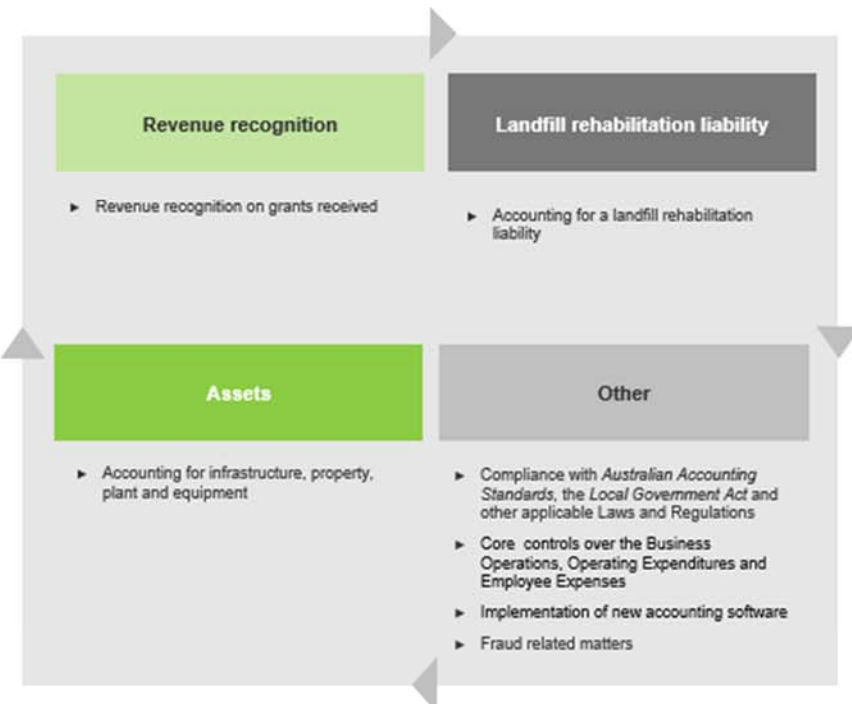 Revenue recognition
► Revenue recognition on grants received
Landfill rehabilitation liability
► Accounting for a landfill rehabilitation
liability
Assets
► Accounting for infrastructure, property,
plant and equipment
Other
► Compliance with Australian Accounting
Standards, the Local Government Act and
other applicable Laws and Regulations
► Core controls over the Business
Operations, Operating Expenditures and
Employee Expenses
► Implementation of new accounting software
► Fraud related matters